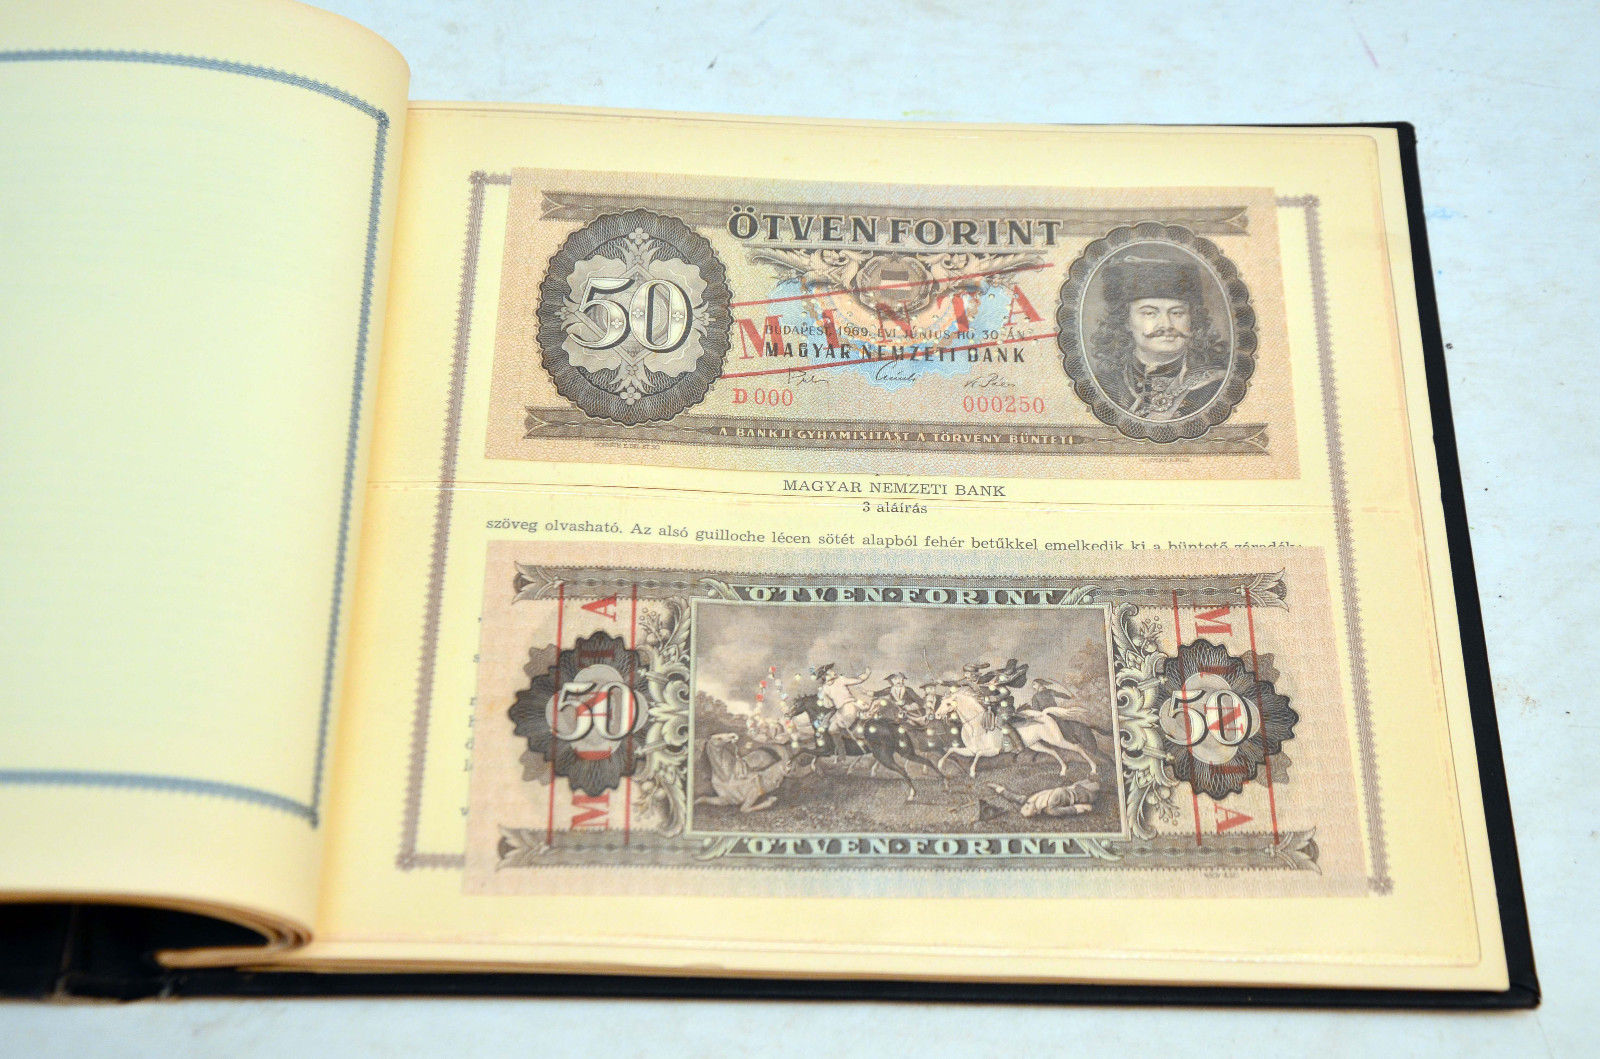 ÖTVEN FORINT
50
MINTA
BUDAPEST, 1969. ÉVI JÚNIUS HÓ 30-ÁN.
MAGYAR NEMZETI BANK
D 000
000250
A BANKJEGYHAMISÍTÁST A TÖRVÉNY BÜNTETI
MAGYAR NEMZETI BANK
3 aláírás
szöveg olvasható. Az alsó guilloche lécen sötét alapból fehér betűkkel emelkedik ki a büntető záradék:
ÖTVEN FORINT
MINTA
50
MINTA
50
ÖTVEN FORINT